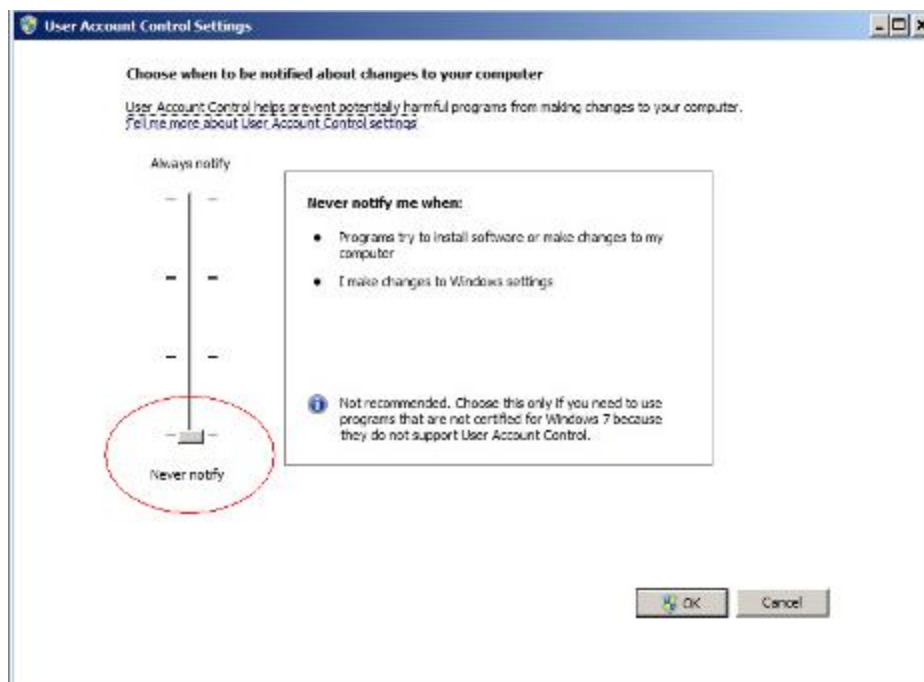 User Account Control Settings
Choose when to be notified about changes to your computer
User Account Control helps prevent potentially harmful programs from making changes to your computer.
Tell me more about User Account Control settings
Always notify
Never notify me when:
• Programs try to install software or make changes to my
computer
• I make changes to Windows settings
Not recommended. Choose this only if you need to use
programs that are not certified for Windows 7 because
they do not support User Account Control.
Never notify
OK
Cancel